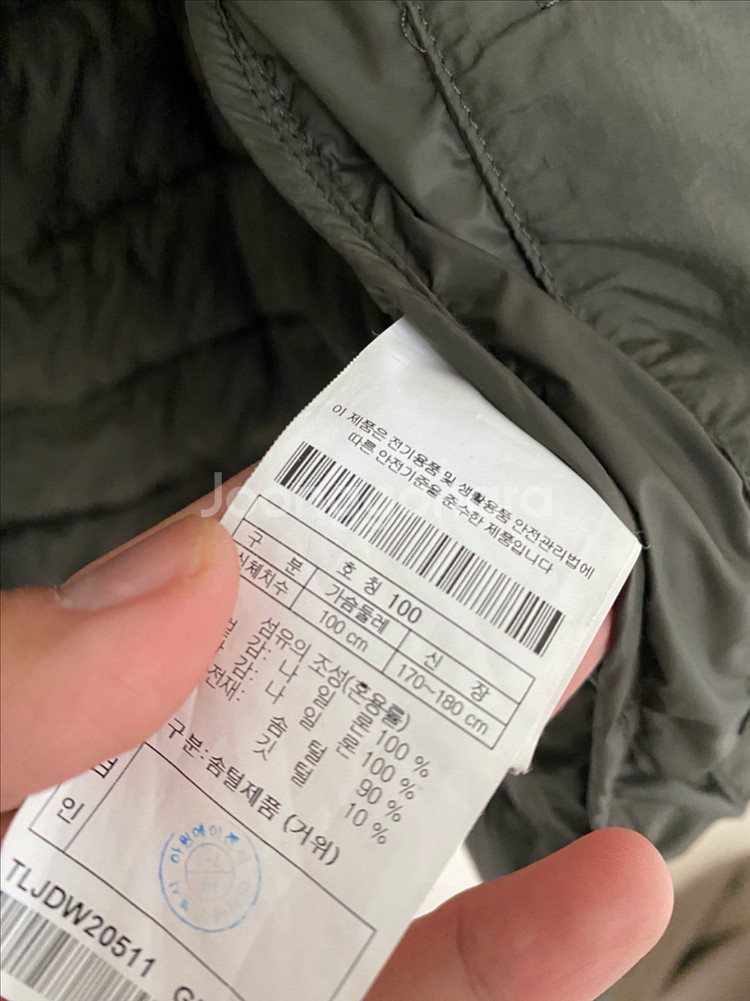 이 제품은 전기용품 및 생활용품 안전관리법에
따른 안전기준을 준수한 제품입니다
Joonggonara
구 분 호 칭 100
신체치수 가슴둘레 신 장
100 cm 170~180 cm
섬유의 조성(혼용률)
감: 나 일 론 100 %
감: 나 일 론 100 %
전재: 솜 털 90 %
깃 털 10 %
구분:솜털제품 (거위)
인
TLJDW20511